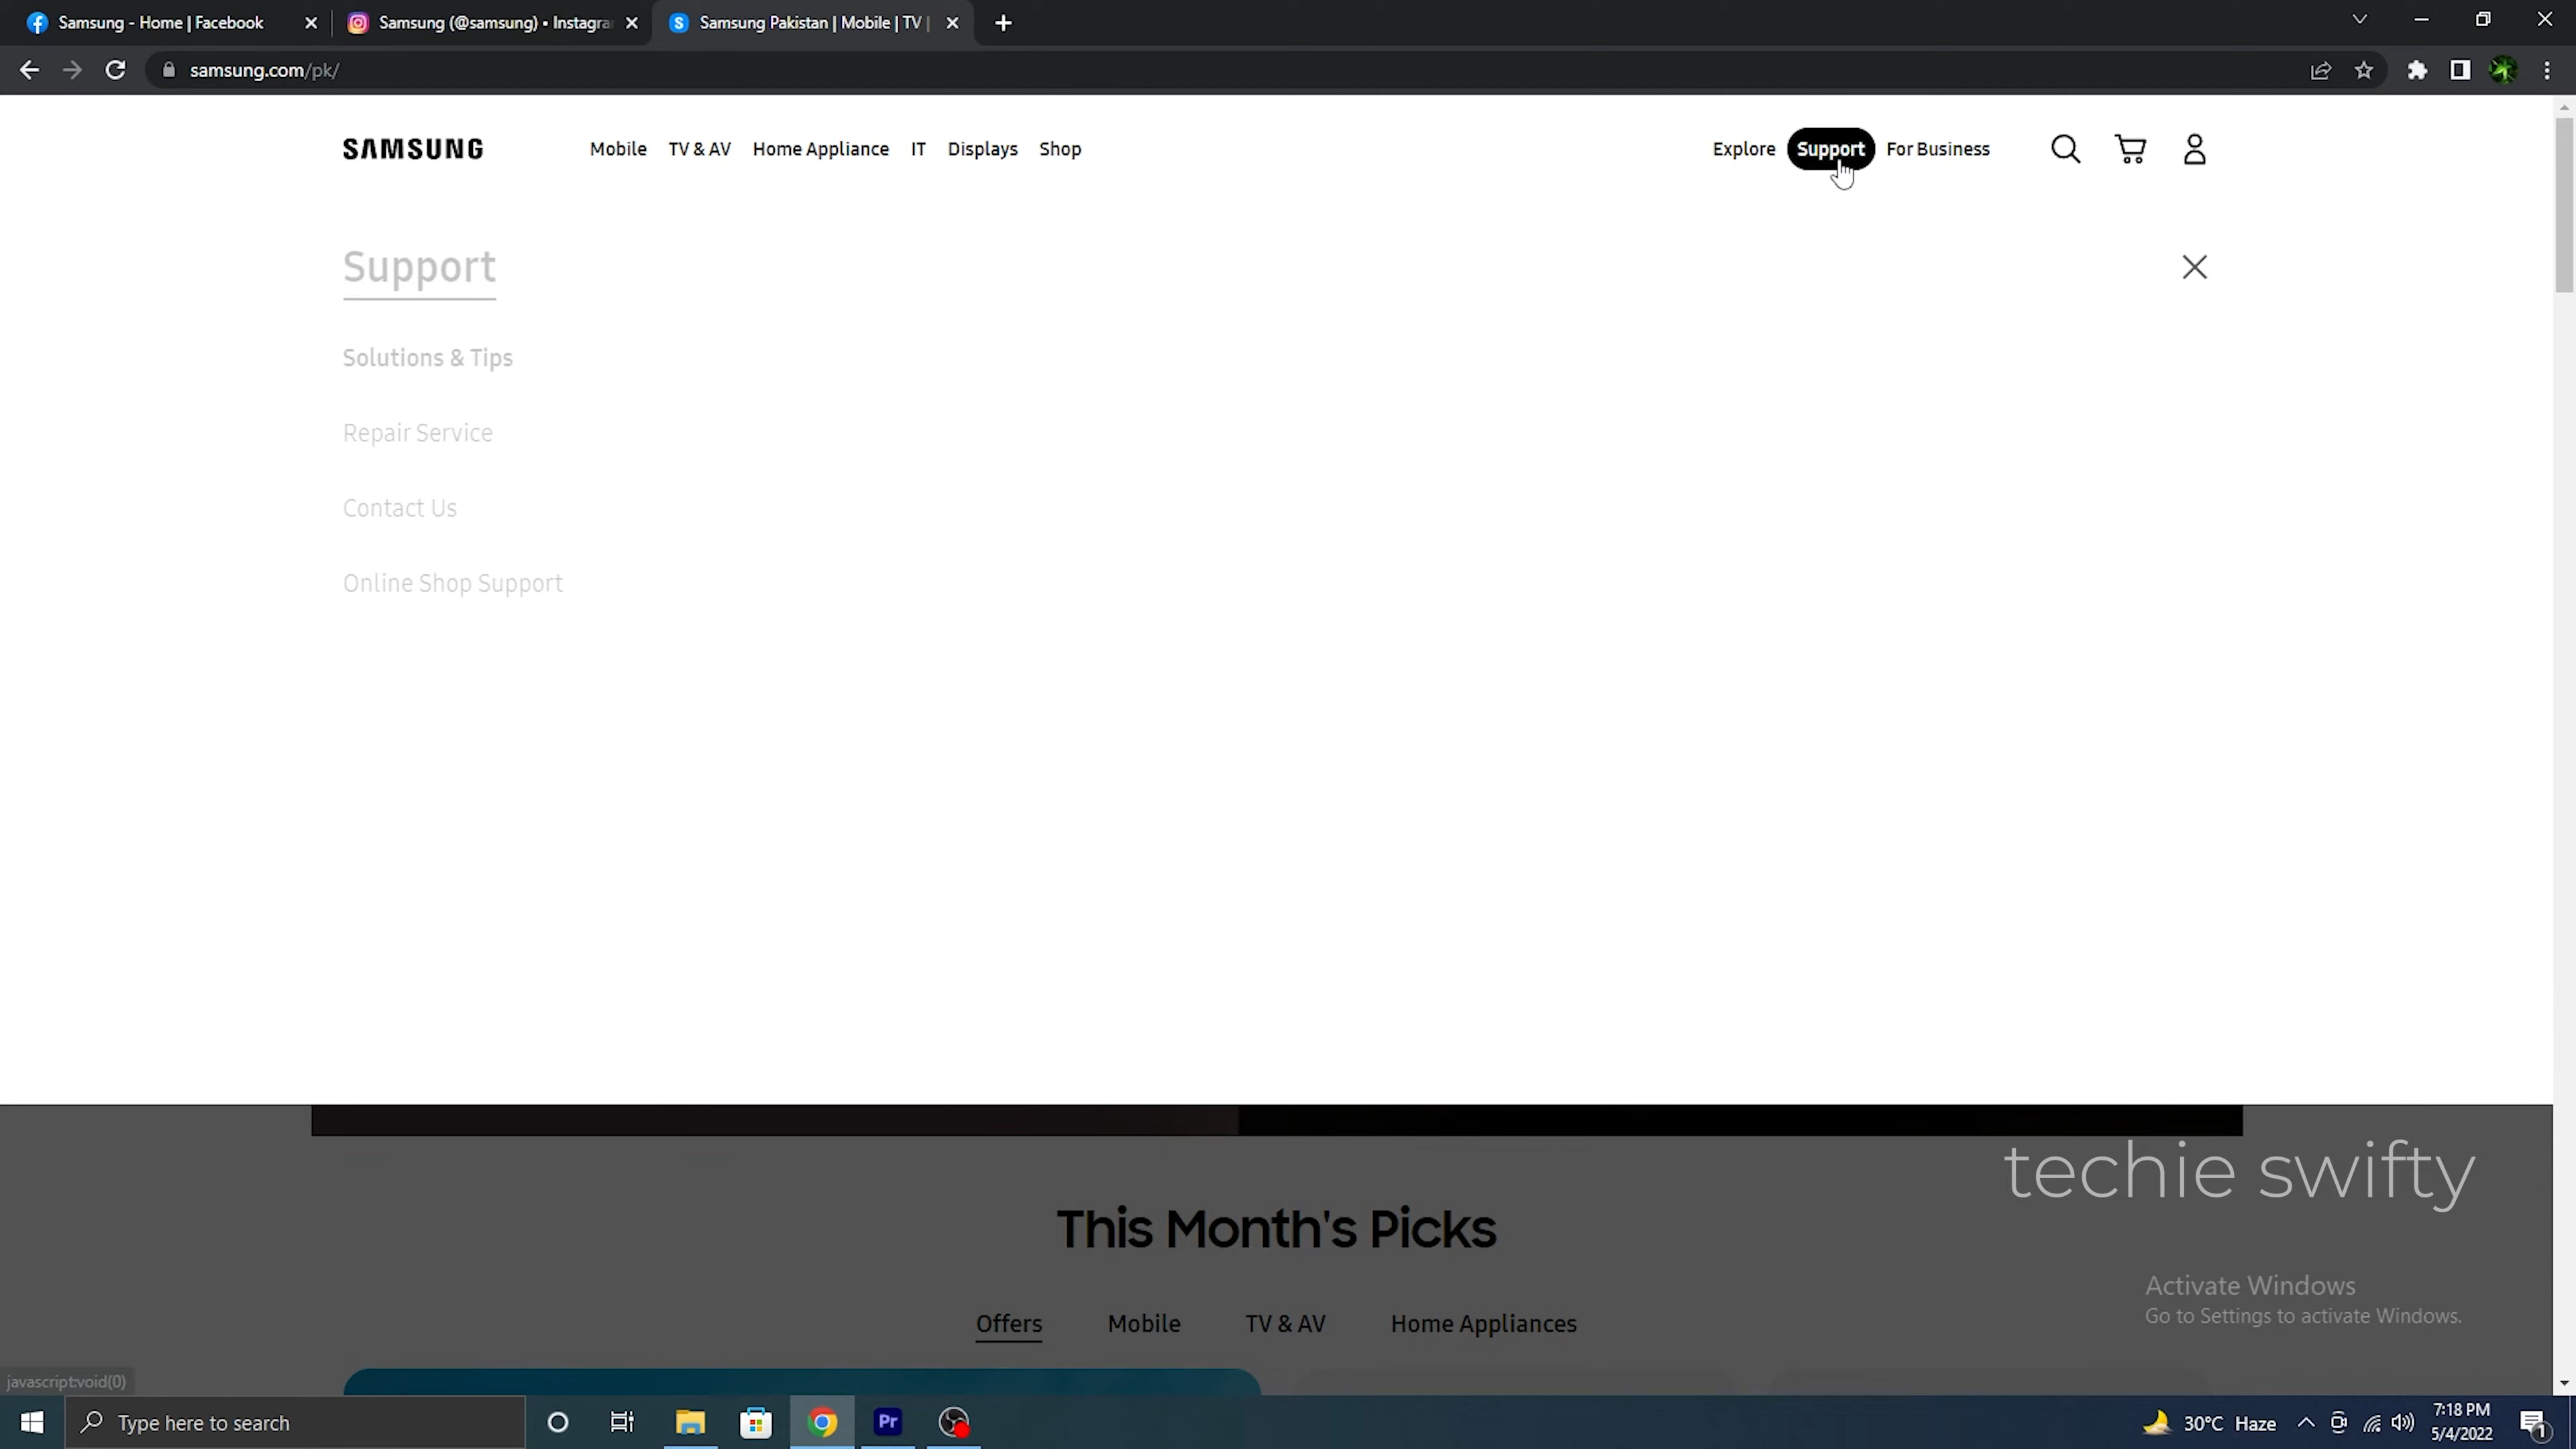 Samsung - Home | Facebook
Samsung (@samsung) • Instagra
Samsung Pakistan | Mobile | TV |
samsung.com/pk/
SAMSUNG Mobile TV & AV Home Appliance IT Displays Shop Explore Support For Business
Support
Solutions & Tips
Repair Service
Contact Us
Online Shop Support
techie swifty
This Month's Picks
Activate Windows
Go to Settings to activate Windows.
Offers Mobile TV & AV Home Appliances
javascript:void(0)
Type here to search
Pr
30°C Haze
7:18 PM
5/4/2022
1